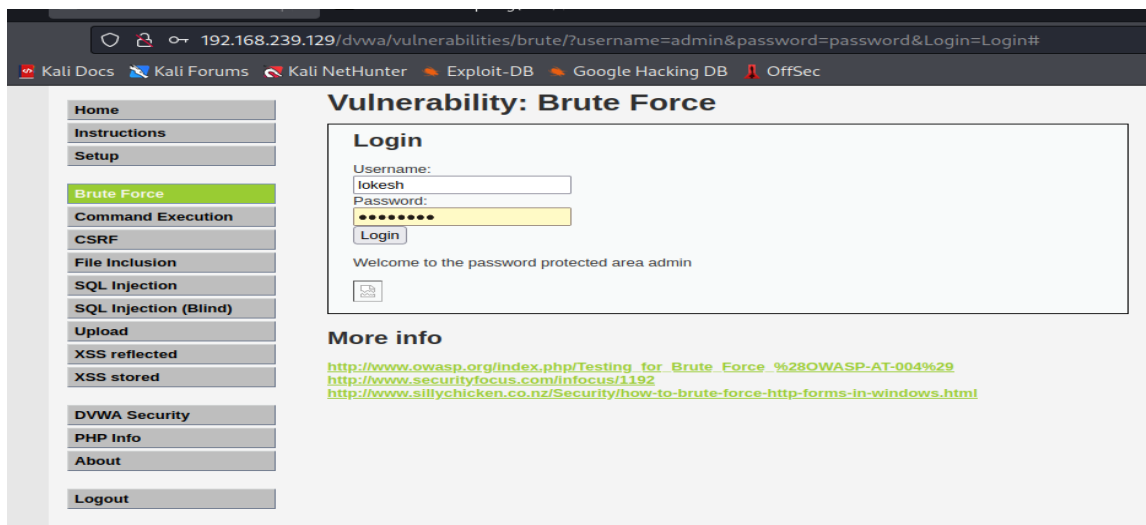 192.168.239.129/dvwa/vulnerabilities/brute/?username=admin&password=password&Login=Login#
Kali Docs Kali Forums Kali NetHunter Exploit-DB Google Hacking DB OffSec
Home
Instructions
Setup
Brute Force
Command Execution
CSRF
File Inclusion
SQL Injection
SQL Injection (Blind)
Upload
XSS reflected
XSS stored
DVWA Security
PHP Info
About
Logout
Vulnerability: Brute Force
Login
Username:
lokesh
Password:
●●●●●●●●
Login
Welcome to the password protected area admin
More info
http://www.owasp.org/index.php/Testing_for_Brute_Force_%28OWASP-AT-004%29
http://www.securityfocus.com/infocus/1192
http://www.sillychicken.co.nz/Security/how-to-brute-force-http-forms-in-windows.html